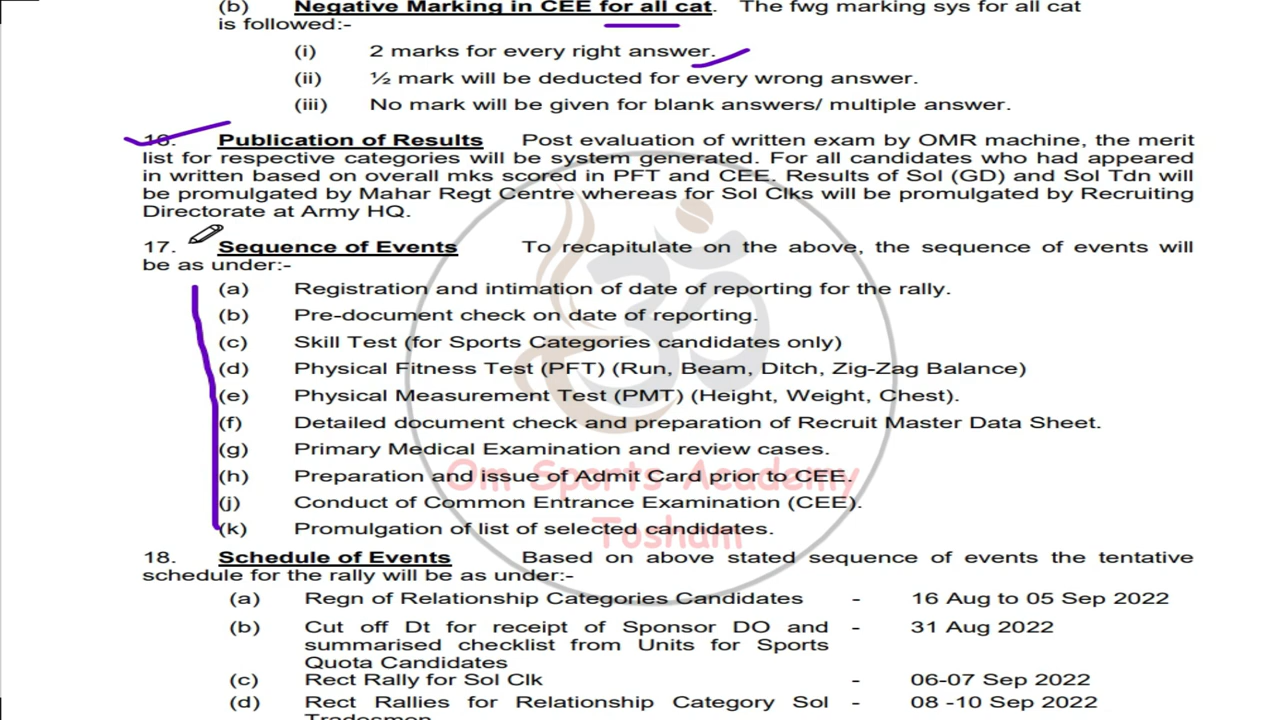 (b) Negative Marking in CEE for all cat. The fwg marking sys for all cat
is followed:-
(i) 2 marks for every right answer.
(ii) ½ mark will be deducted for every wrong answer.
(iii) No mark will be given for blank answers/ multiple answer.
Publication of Results Post evaluation of written exam by OMR machine, the merit
list for respective categories will be system generated. For all candidates who had appeared
in written based on overall mks scored in PFT and CEE. Results of Sol (GD) and Sol Tdn will
be promulgated by Mahar Regt Centre whereas for Sol Clks will be promulgated by Recruiting
Directorate at Army HQ.
17. Sequence of Events To recapitulate on the above, the sequence of events will
be as under:-
(a) Registration and intimation of date of reporting for the rally.
(b) Pre-document check on date of reporting.
(c) Skill Test (for Sports Categories candidates only)
(d) Physical Fitness Test (PFT) (Run, Beam, Ditch, Zig-Zag Balance)
(e) Physical Measurement Test (PMT) (Height, Weight, Chest).
(f) Detailed document check and preparation of Recruit Master Data Sheet.
(g) Primary Medical Examination and review cases.
(h) Preparation and issue of Admit Card prior to CEE.
Om Sports Academy
(j) Conduct of Common Entrance Examination (CEE).
(k) Promulgation of list of selected candidates.
Tosham
18. Schedule of Events Based on above stated sequence of events the tentative
schedule for the rally will be as under:-
(a) Regn of Relationship Categories Candidates - 16 Aug to 05 Sep 2022
(b) Cut off Dt for receipt of Sponsor DO and - 31 Aug 2022
summarised checklist from Units for Sports
Quota Candidates
(c) Rect Rally for Sol Clk - 06-07 Sep 2022
(d) Rect Rallies for Relationship Category Sol - 08 -10 Sep 2022